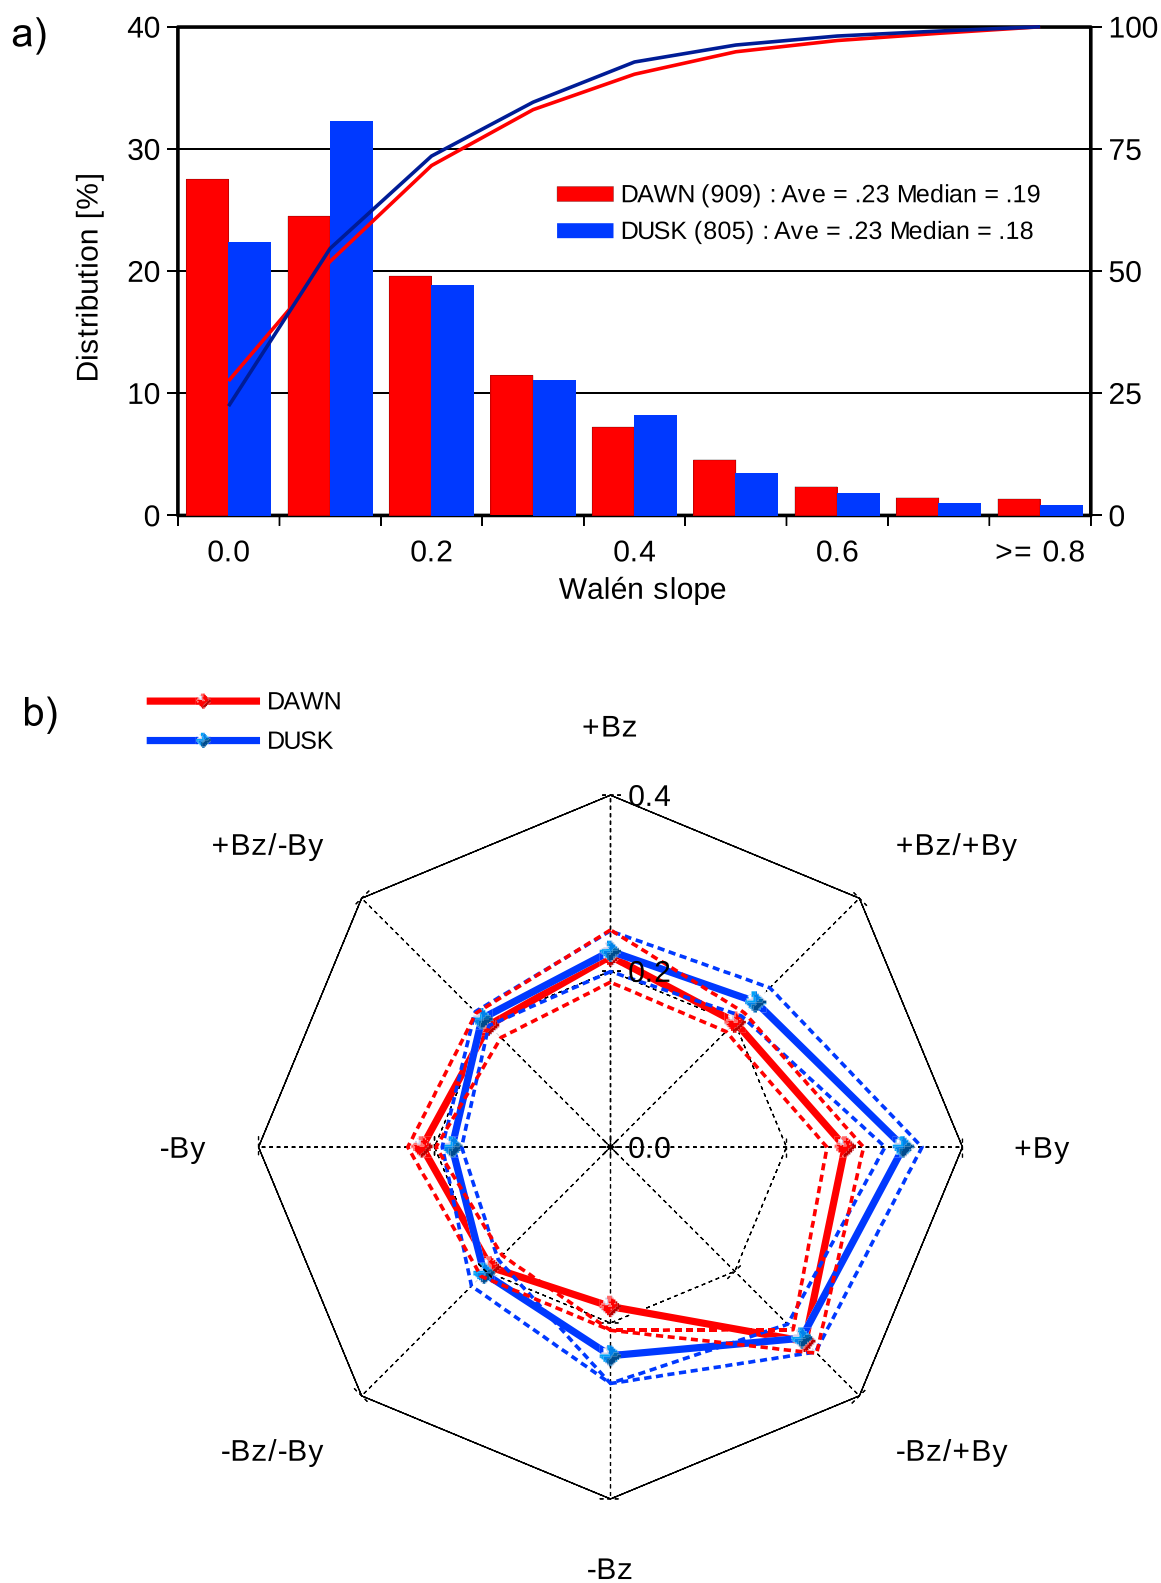 a)
40
100
30
75
DAWN (909) : Ave = .23 Median = .19
DUSK (805) : Ave = .23 Median = .18
Distribution [%]
20
50
10
25
0
0
0.0
0.2
0.4
0.6
>= 0.8
Walén slope
b)
DAWN
DUSK
+Bz
0.4
+Bz/-By
+Bz/+By
0.2
-By
0.0
+By
-Bz/-By
-Bz/+By
-Bz